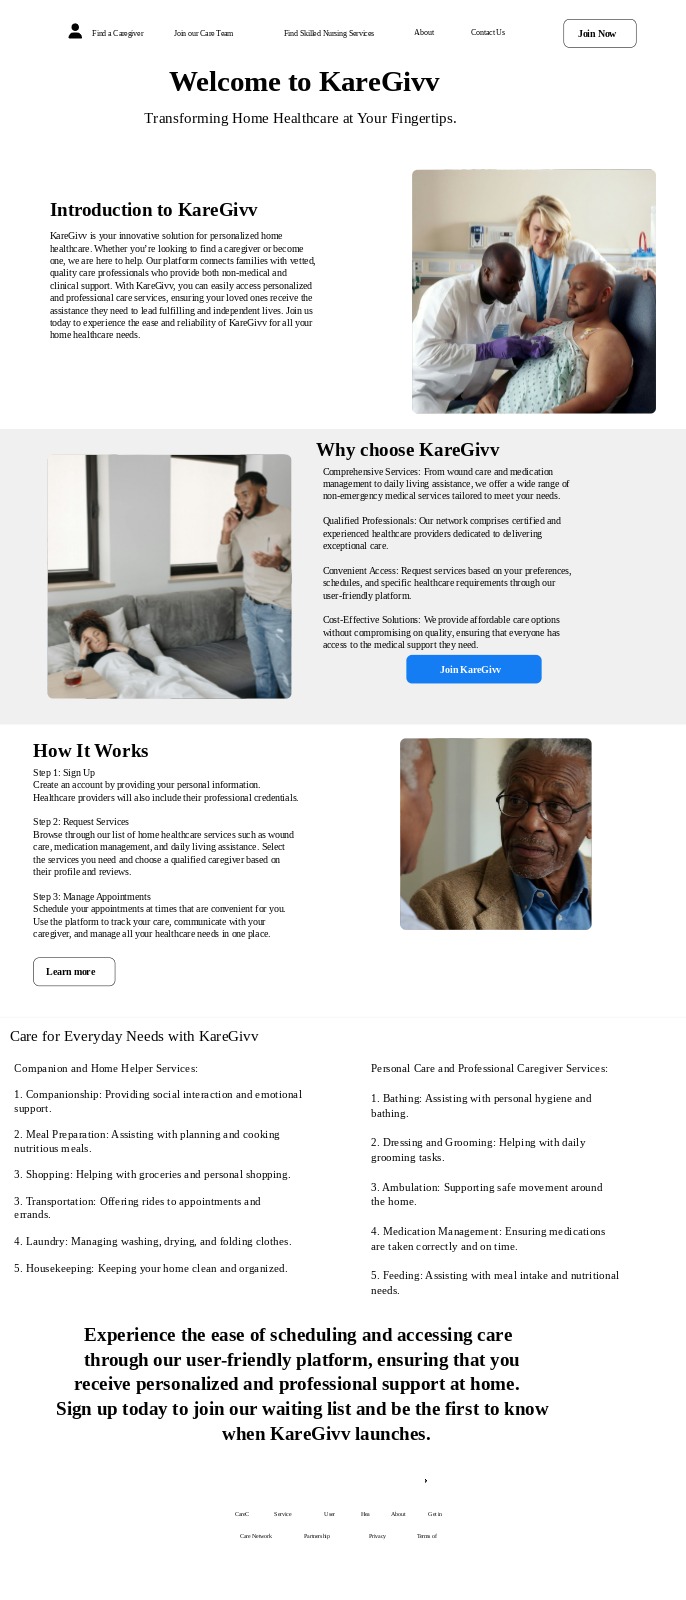 Find a Caregiver
Join our Care Team
Find Skilled Nursing Services
About
Contact Us
Join Now
Welcome to KareGivv
Transforming Home Healthcare at Your Fingertips.
Introduction to KareGivv
KareGivv is your innovative solution for personalized home
healthcare. Whether you're looking to find a caregiver or become
one, we are here to help. Our platform connects families with vetted,
quality care professionals who provide both non-medical and
clinical support. With KareGivv, you can easily access personalized
and professional care services, ensuring your loved ones receive the
assistance they need to lead fulfilling and independent lives. Join us
today to experience the ease and reliability of KareGivv for all your
home healthcare needs.
Why choose KareGivv
Comprehensive Services: From wound care and medication
management to daily living assistance, we offer a wide range of
non-emergency medical services tailored to meet your needs.
Qualified Professionals: Our network comprises certified and
experienced healthcare providers dedicated to delivering
exceptional care.
Convenient Access: Request services based on your preferences,
schedules, and specific healthcare requirements through our
user-friendly platform.
Cost-Effective Solutions: We provide affordable care options
without compromising on quality, ensuring that everyone has
access to the medical support they need.
Join KareGivv
How It Works
Step 1: Sign Up
Create an account by providing your personal information.
Healthcare providers will also include their professional credentials.
Step 2: Request Services
Browse through our list of home healthcare services such as wound
care, medication management, and daily living assistance. Select
the services you need and choose a qualified caregiver based on
their profile and reviews.
Step 3: Manage Appointments
Schedule your appointments at times that are convenient for you.
Use the platform to track your care, communicate with your
caregiver, and manage all your healthcare needs in one place.
Learn more
Care for Everyday Needs with KareGivv
Companion and Home Helper Services:
1. Companionship: Providing social interaction and emotional
support.
2. Meal Preparation: Assisting with planning and cooking
nutritious meals.
3. Shopping: Helping with groceries and personal shopping.
3. Transportation: Offering rides to appointments and
errands.
4. Laundry: Managing washing, drying, and folding clothes.
5. Housekeeping: Keeping your home clean and organized.
Personal Care and Professional Caregiver Services:
1. Bathing: Assisting with personal hygiene and
bathing.
2. Dressing and Grooming: Helping with daily
grooming tasks.
3. Ambulation: Supporting safe movement around
the home.
4. Medication Management: Ensuring medications
are taken correctly and on time.
5. Feeding: Assisting with meal intake and nutritional
needs.
Experience the ease of scheduling and accessing care
through our user-friendly platform, ensuring that you
receive personalized and professional support at home.
Sign up today to join our waiting list and be the first to know
when KareGivv launches.
CareC
Service
User
Hea
About
Get in
Care Network
Partnership
Privacy
Terms of